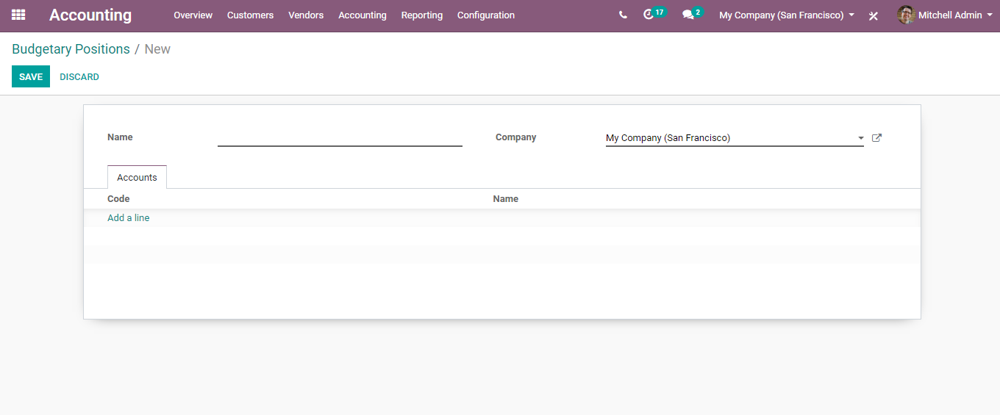 Accounting Overview Customers Vendors Accounting Reporting Configuration 17 2 My Company (San Francisco) Mitchell Admin
Budgetary Positions / New
SAVE DISCARD
Name Company My Company (San Francisco)
Accounts
Code Name
Add a line